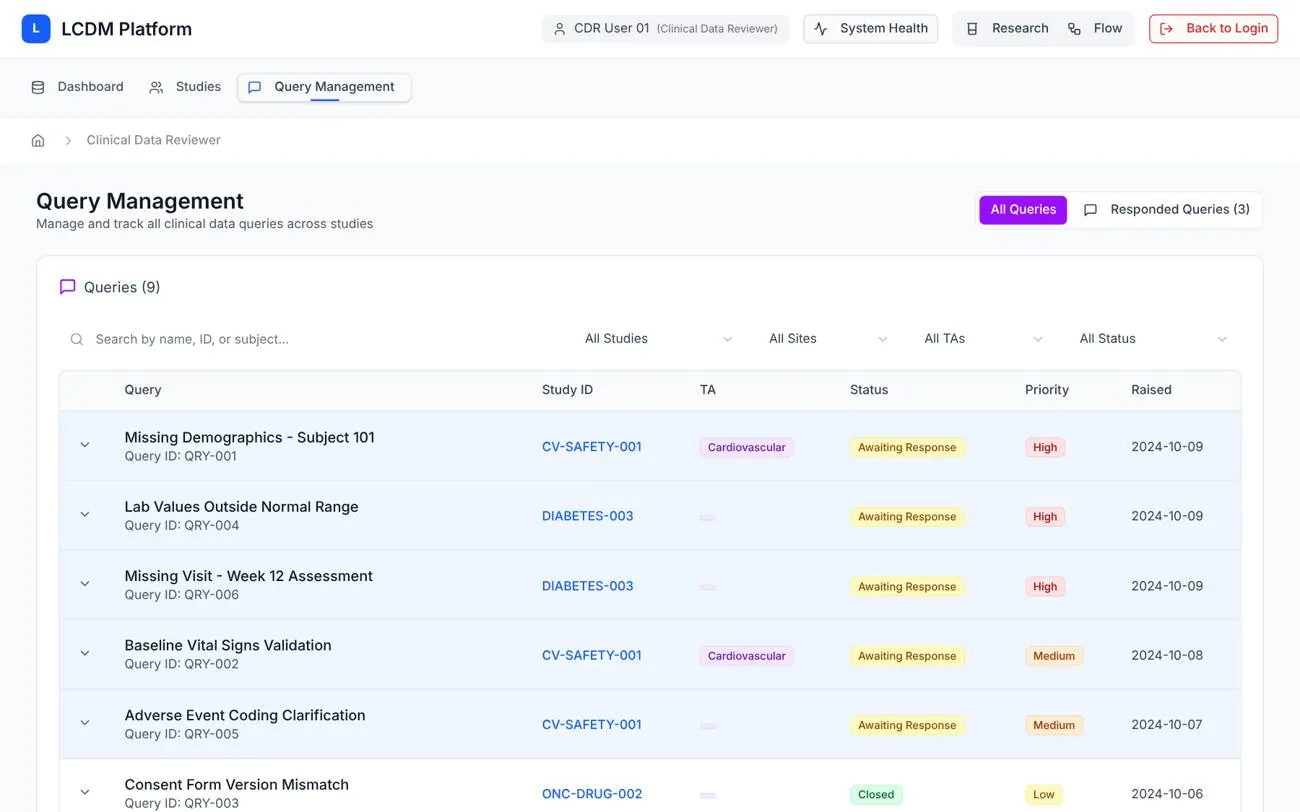 L LCDM Platform CDR User 01 (Clinical Data Reviewer) System Health Research Flow Back to Login
Dashboard Studies Query Management
Clinical Data Reviewer
Query Management
Manage and track all clinical data queries across studies
All Queries Responded Queries (3)
Queries (9)
Search by name, ID, or subject... All Studies All Sites All TAs All Status
Query Study ID TA Status Priority Raised
Missing Demographics - Subject 101
Query ID: QRY-001
CV-SAFETY-001 Cardiovascular Awaiting Response High 2024-10-09
Lab Values Outside Normal Range
Query ID: QRY-004
DIABETES-003 Awaiting Response High 2024-10-09
Missing Visit - Week 12 Assessment
Query ID: QRY-006
DIABETES-003 Awaiting Response High 2024-10-09
Baseline Vital Signs Validation
Query ID: QRY-002
CV-SAFETY-001 Cardiovascular Awaiting Response Medium 2024-10-08
Adverse Event Coding Clarification
Query ID: QRY-005
CV-SAFETY-001 Awaiting Response Medium 2024-10-07
Consent Form Version Mismatch
Query ID: QRY-003
ONC-DRUG-002 Closed Low 2024-10-06